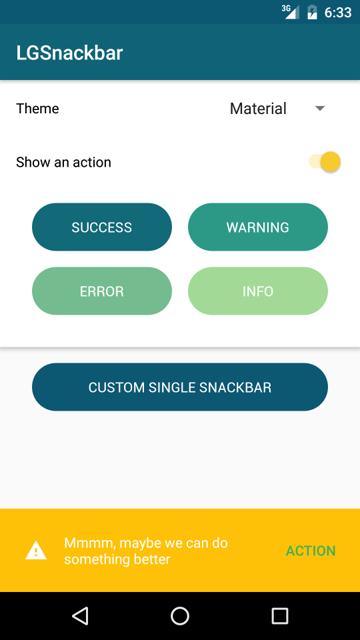 3G 6:33
LGSnackbar
Theme Material
Show an action
SUCCESS WARNING
ERROR INFO
CUSTOM SINGLE SNACKBAR
Mmmm, maybe we can do
something better
ACTION